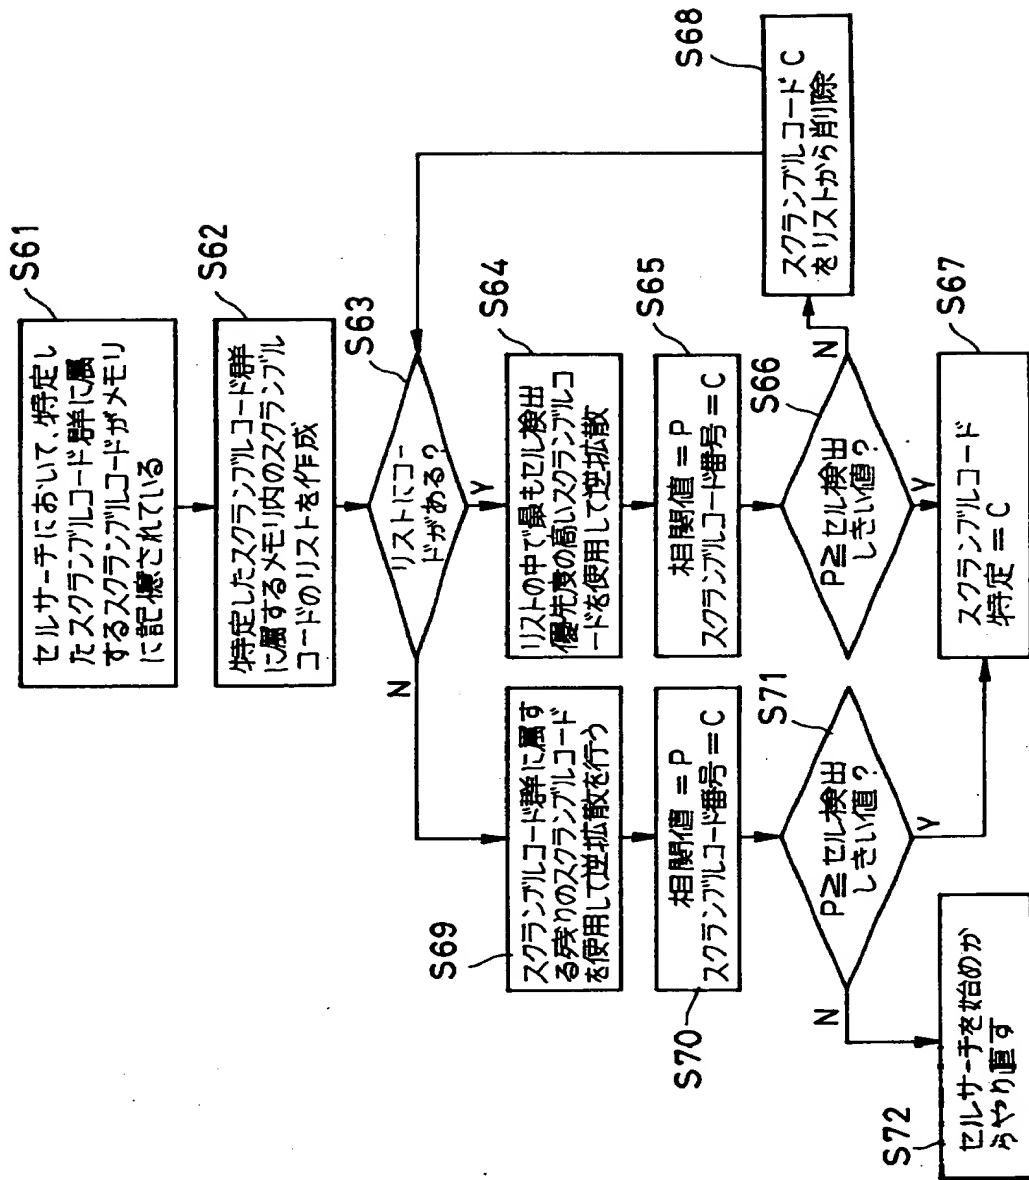 S61
セルサーチにおいて、特定し
たスクランブルコード群に属
するスクランブルコードがメモリ
に記憶されている
S62
特定したスクランブルコード群
に属するメモリ内のスクランブル
コードのリストを作成
S63
リストにコー
ドがある?
N
Y
S64
リストの中で最もセル検出
優先度の高いスクランブルコ
ードを使用して逆拡散
S65
相関値=P
スクランブルコード番号=C
S66
P≧セル検出
しきい値?
N
Y
S67
スクランブルコード
特定=C
S68
スクランブルコードC
をリストから削除
S69
スクランブルコード群に属す
る残りのスクランブルコード
を使用して逆拡散を行う
S70
相関値=P
スクランブルコード番号=C
S71
P≧セル検出
しきい値?
N
Y
S72
セルサーチを始めか
らやり直す